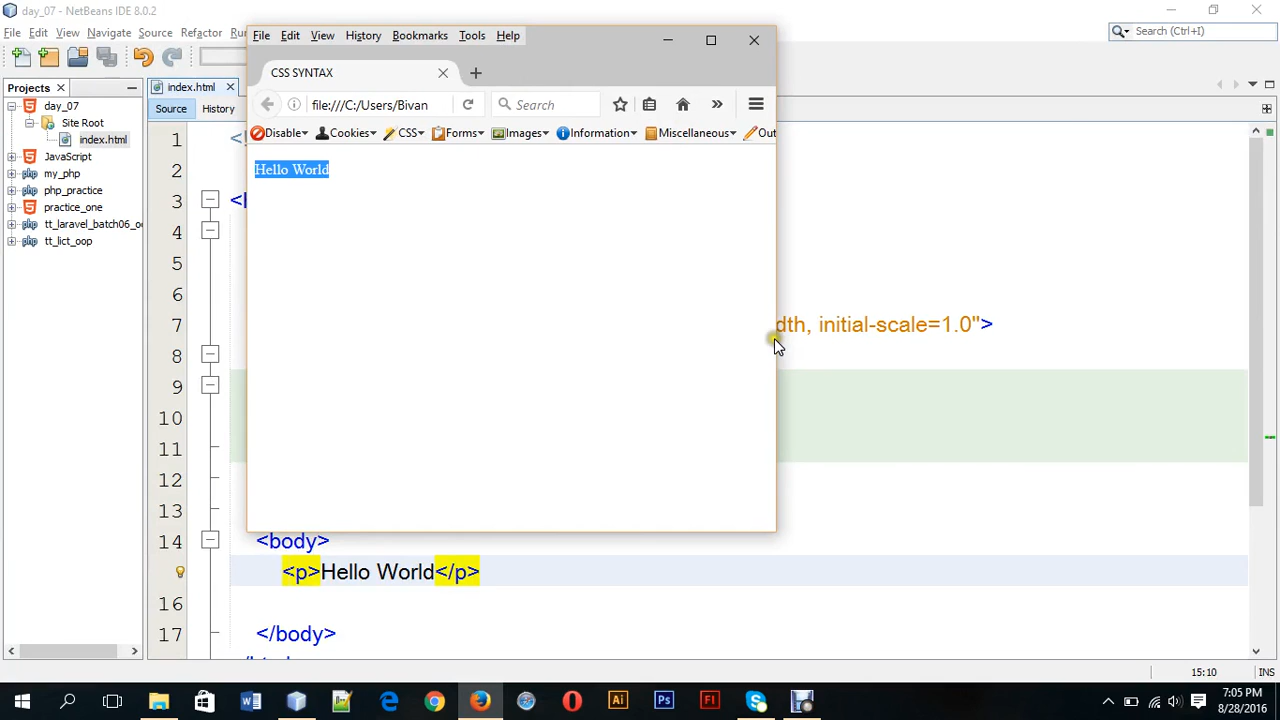 day_07 - NetBeans IDE 8.0.2
File Edit View Navigate Source Refactor
Search (Ctrl+I)
File Edit View History Bookmarks Tools Help
CSS SYNTAX
file:///C:/Users/Bivan
Search
Disable Cookies CSS Forms Images Information Miscellaneous Out
Hello World
Projects
day_07
Site Root
index.html
JavaScript
my_php
php_practice
practice_one
tt_laravel_batch06_oo
tt_lict_oop
index.html
Source History
1
2
3
4
5
6
7 dth, initial-scale=1.0">
8
9
10
11
12
13
14 <body>
<p>Hello World</p>
16
17 </body>
15:10 INS
7:05 PM
8/28/2016